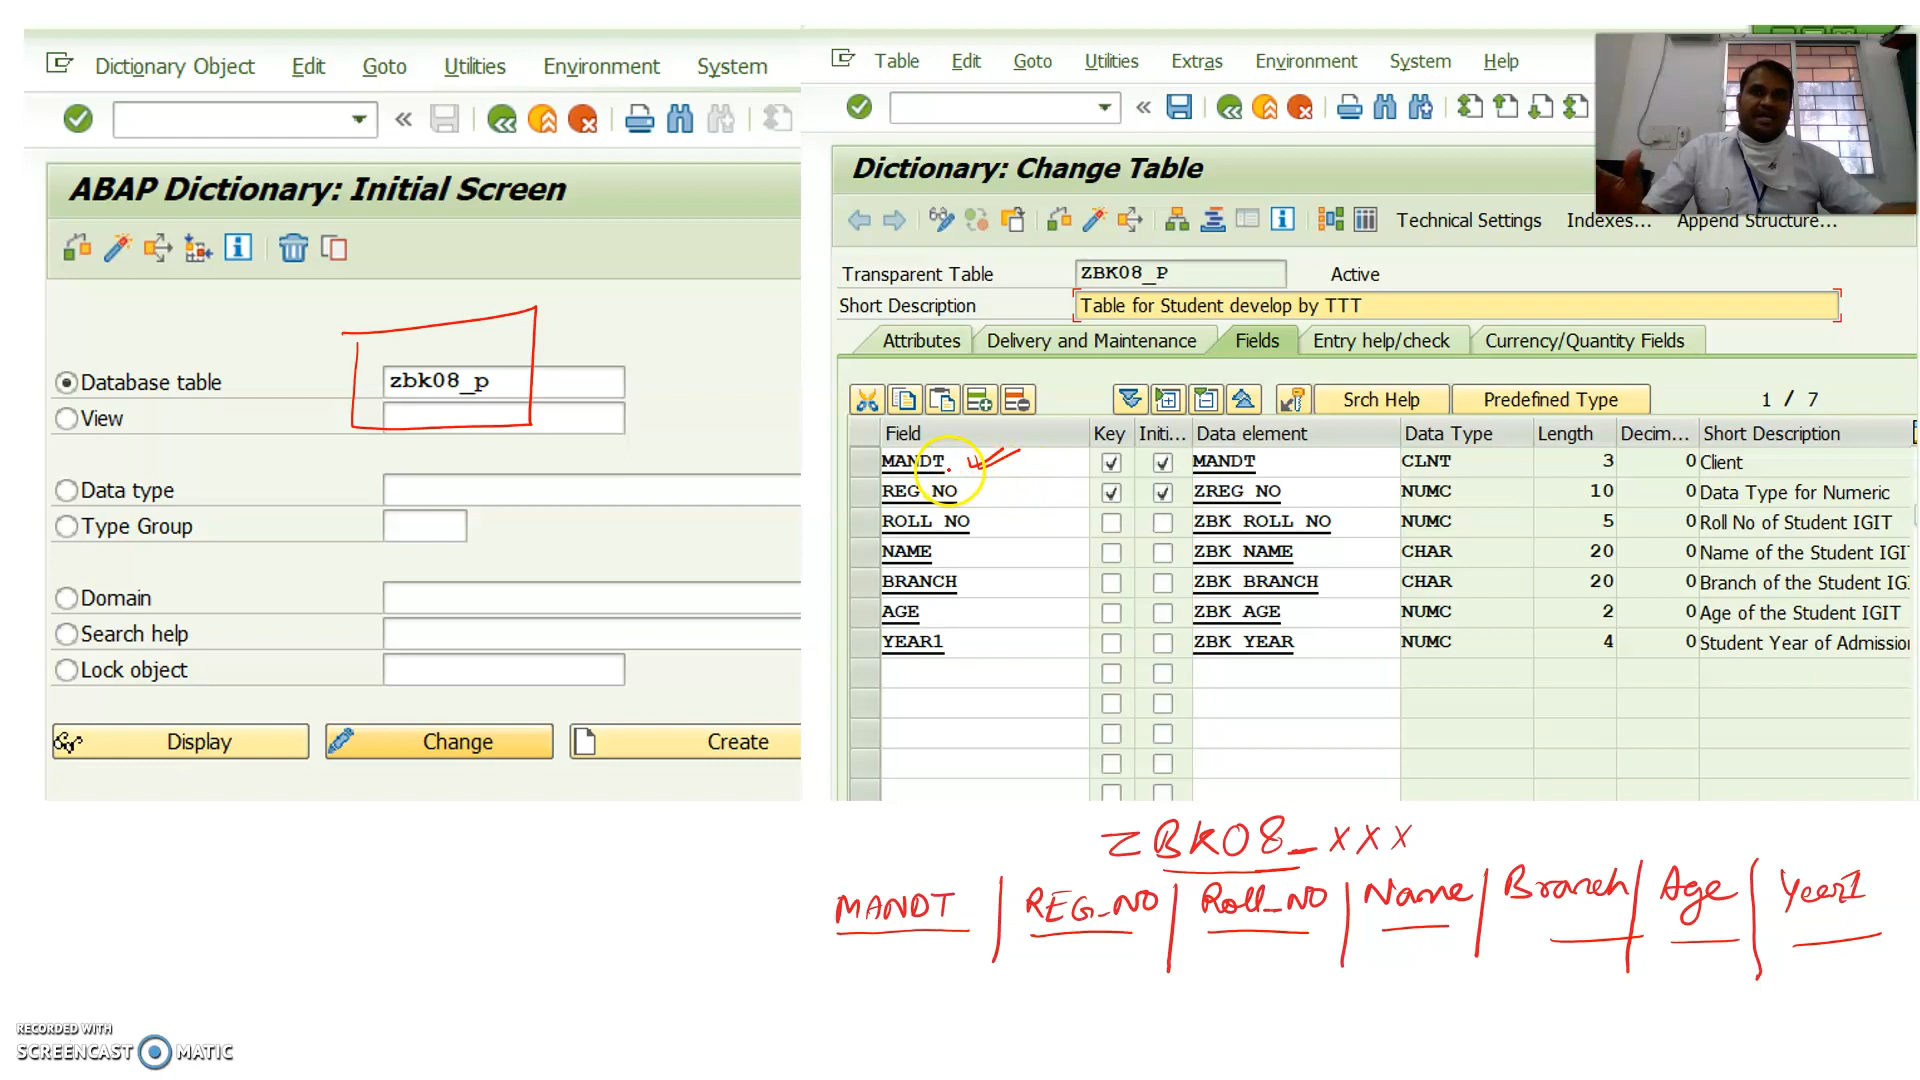 Dictionary Object Edit Goto Utilities Environment System
ABAP Dictionary: Initial Screen
Database table zbk08_p
View
Data type
Type Group
Domain
Search help
Lock object
Display Change Create
Table Edit Goto Utilities Extras Environment System Help
Dictionary: Change Table
Technical Settings Indexes... Append Structure...
Transparent Table ZBK08_P Active
Short Description Table for Student develop by TTT
Attributes Delivery and Maintenance Fields Entry help/check Currency/Quantity Fields
Srch Help Predefined Type 1 / 7
Field Key Initi... Data element Data Type Length Decim... Short Description
MANDT MANDT CLNT 3 0 Client
REG_NO ZREG_NO NUMC 10 0 Data Type for Numeric
ROLL_NO ZBK_ROLL_NO NUMC 5 0 Roll No of Student IGIT
NAME ZBK_NAME CHAR 20 0 Name of the Student IGI
BRANCH ZBK_BRANCH CHAR 20 0 Branch of the Student IG
AGE ZBK_AGE NUMC 2 0 Age of the Student IGIT
YEAR1 ZBK_YEAR NUMC 4 0 Student Year of Admission
ZBK08_XXX
MANDT | REG_NO | Roll_NO | Name | Branch | Age | Year1
RECORDED WITH
SCREENCAST MATIC